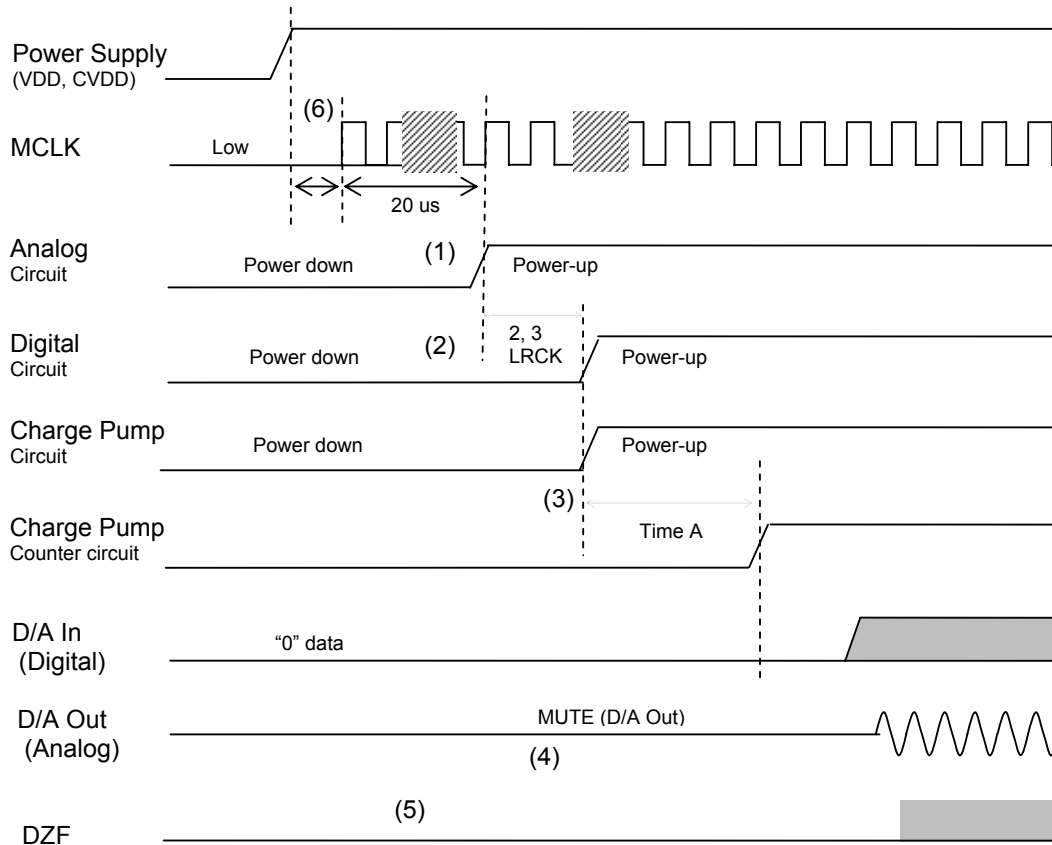 Power Supply
(VDD, CVDD)
(6)
MCLK
Low
20 us
Analog
Circuit
Power down
(1)
Power-up
Digital
Circuit
Power down
(2)
2, 3
LRCK
Power-up
Charge Pump
Circuit
Power down
Power-up
(3)
Charge Pump
Counter circuit
Time A
D/A In
(Digital)
“0” data
D/A Out
(Analog)
MUTE (D/A Out)
(4)
(5)
DZF